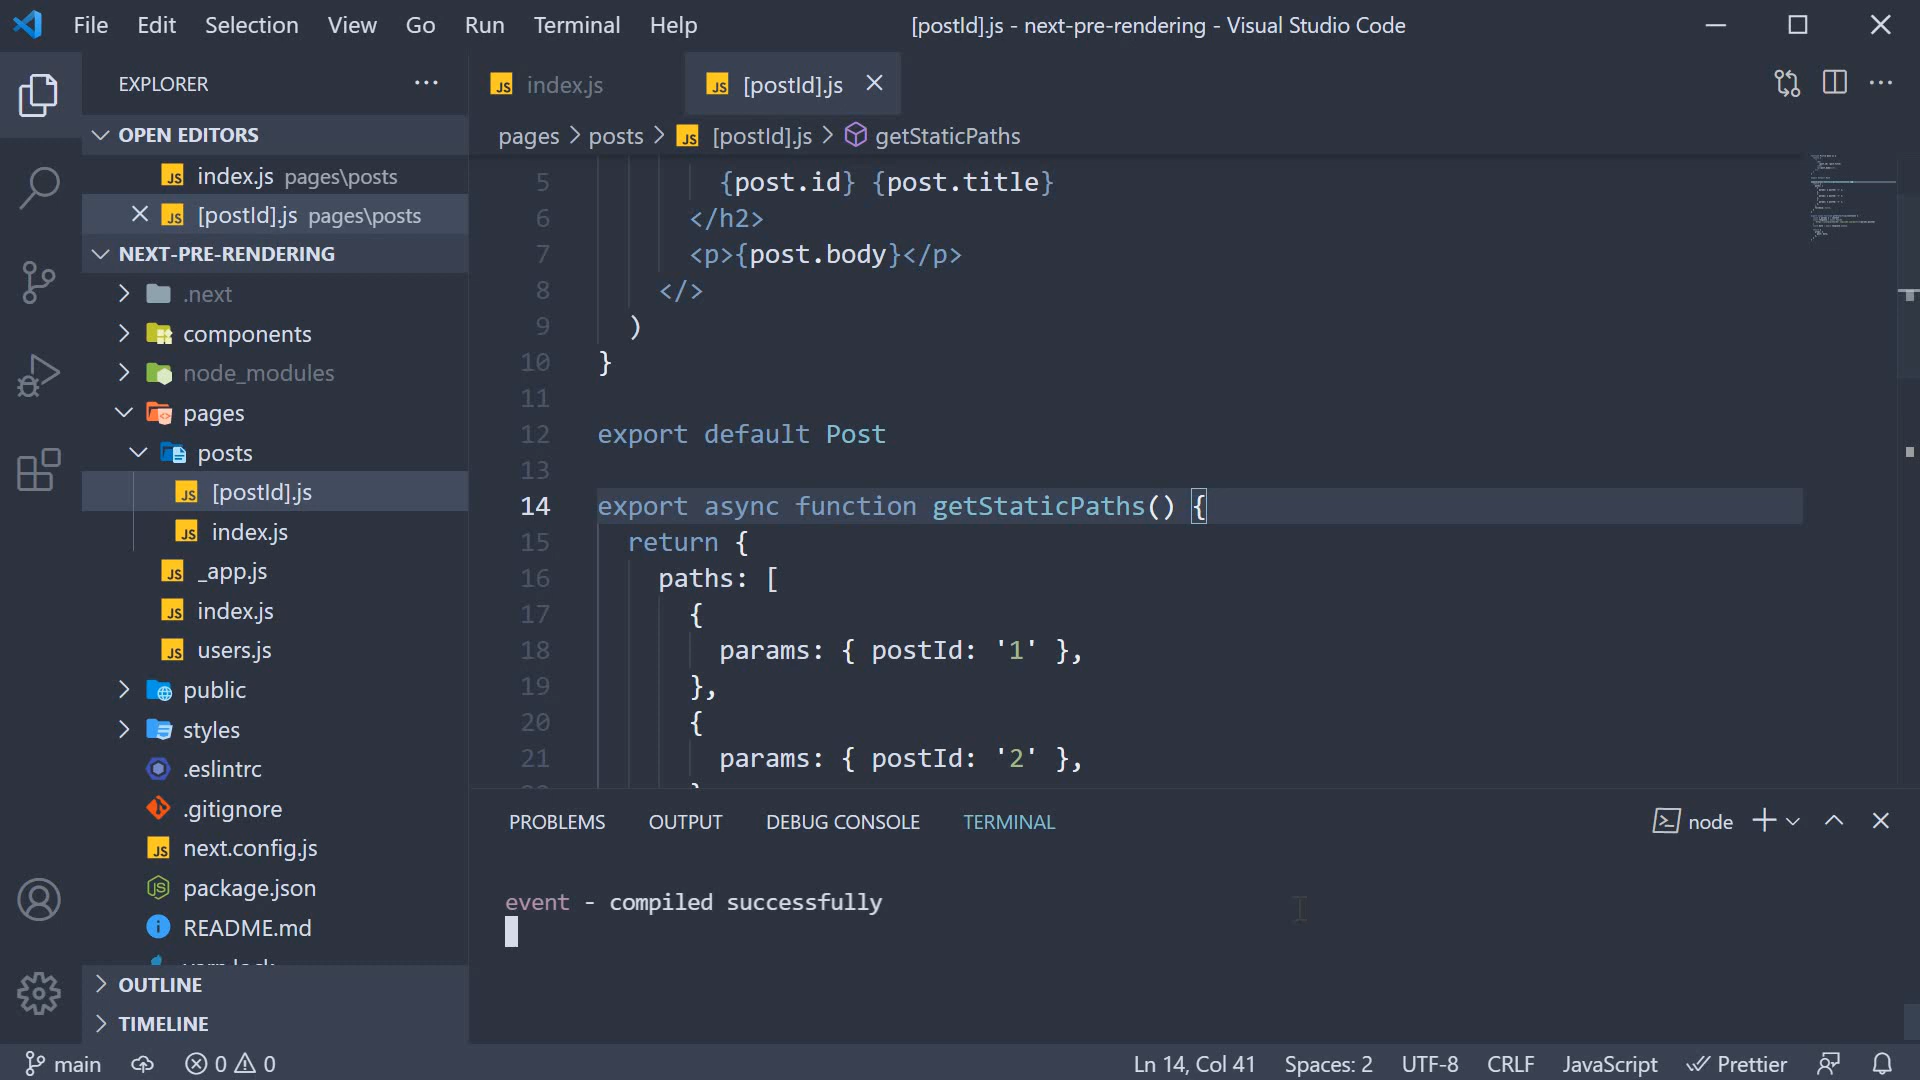 File Edit Selection View Go Run Terminal Help
[postId].js - next-pre-rendering - Visual Studio Code
EXPLORER
OPEN EDITORS
JS index.js pages\posts
JS [postId].js pages\posts
NEXT-PRE-RENDERING
.next
components
node_modules
pages
posts
JS [postId].js
JS index.js
JS _app.js
JS index.js
JS users.js
public
styles
.eslintrc
.gitignore
JS next.config.js
package.json
README.md
OUTLINE
TIMELINE
JS index.js
JS [postId].js
pages > posts > JS [postId].js > getStaticPaths
5 {post.id} {post.title}
6 </h2>
7 <p>{post.body}</p>
8 </>
9 )
10 }
11
12 export default Post
13
14 export async function getStaticPaths() {
15 return {
16 paths: [
17 {
18 params: { postId: '1' },
19 },
20 {
21 params: { postId: '2' },
PROBLEMS OUTPUT DEBUG CONSOLE TERMINAL
node
event - compiled successfully
main 0 0
Ln 14, Col 41 Spaces: 2 UTF-8 CRLF JavaScript Prettier